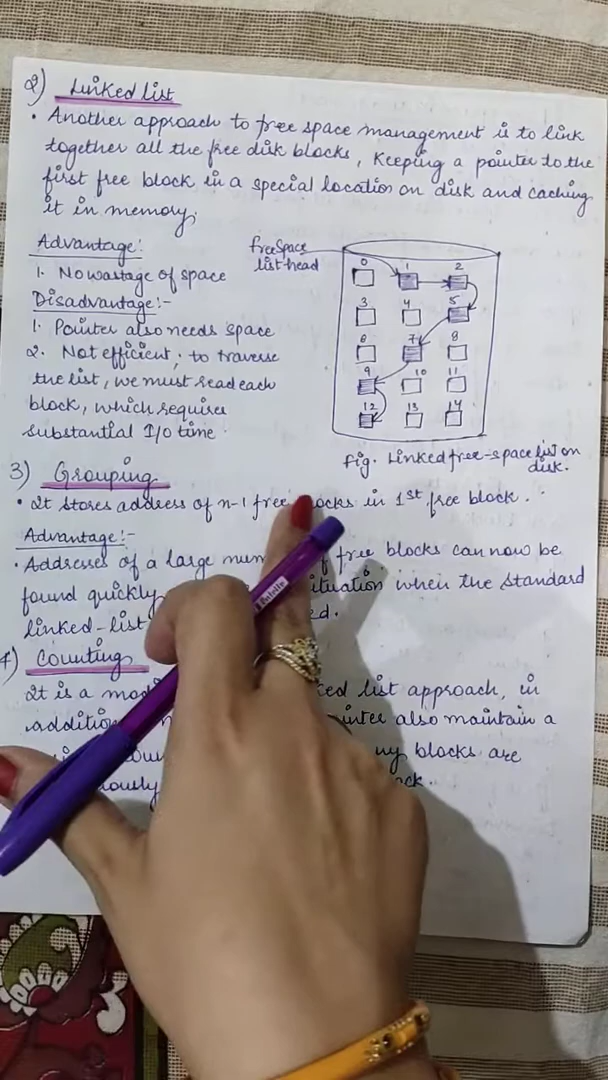 2) Linked list
• Another approach to free space management is to link
together all the free disk blocks, keeping a pointer to the
first free block in a special location on disk and caching
it in memory.
Advantage:
1. No wastage of space
Disadvantage:-
1. Pointer also needs space
2. Not efficient; to traverse
the list, we must read each
block, which requires
substantial I/O time.
free space
list head
0 1 2
3 4 5
6 7 8
9 10 11
12 13 14
fig. Linked free-space list on
disk.
3) Grouping
• It stores address of n-1 free blocks in 1st free block.
Advantage:-
• Addresses of a large free blocks can now be
found quickly situation when the standard
linked-list
4) Counting
It is a list approach, in
addition also maintain a
blocks are